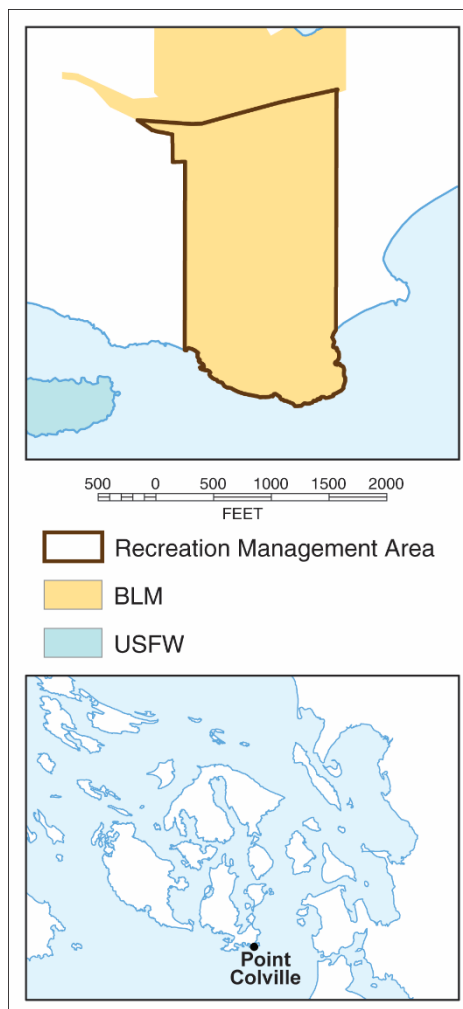 500 0 500 1000 1500 2000
FEET
Recreation Management Area
BLM
USFW
Point
Colville